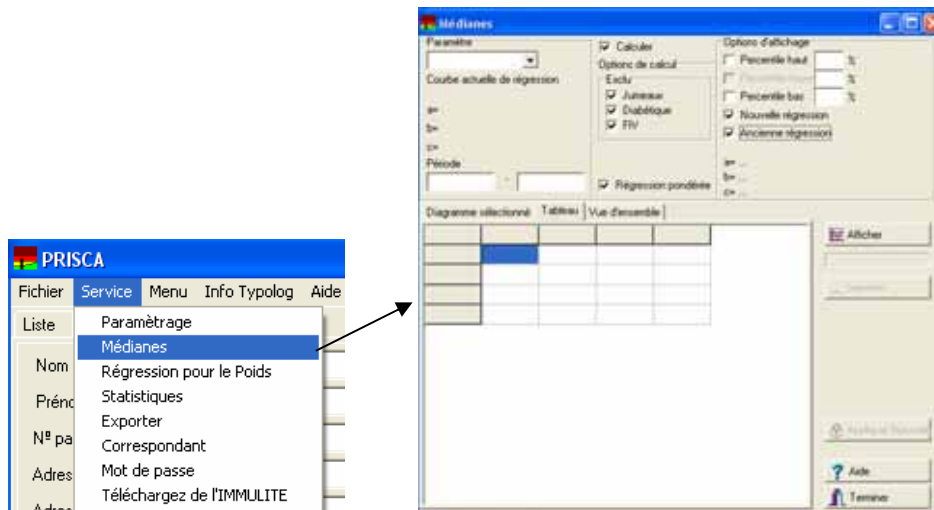 PRISCA
Fichier Service Menu Info Typolog Aide
Liste
Paramètrage
Médianes
Nom
Régression pour le Poids
Préno
Statistiques
Exporter
Nº pa
Correspondant
Adres
Mot de passe
Téléchargez de l'IMMULITE
Adres
Médianes
Paramètre
Courbe actuelle de régression
a=
b=
c=
Période
-
Calculer
Options de calcul
Exclu
Jumeaux
Diabétique
FIV
Régression pondérée
Options d'affichage
Percentile haut %
%
Percentile bas %
Nouvelle régression
Ancienne régression
a= ...
b= ...
c= ...
Diagramme sélectionné Tableau Vue d'ensemble
Afficher
Aide
Terminer